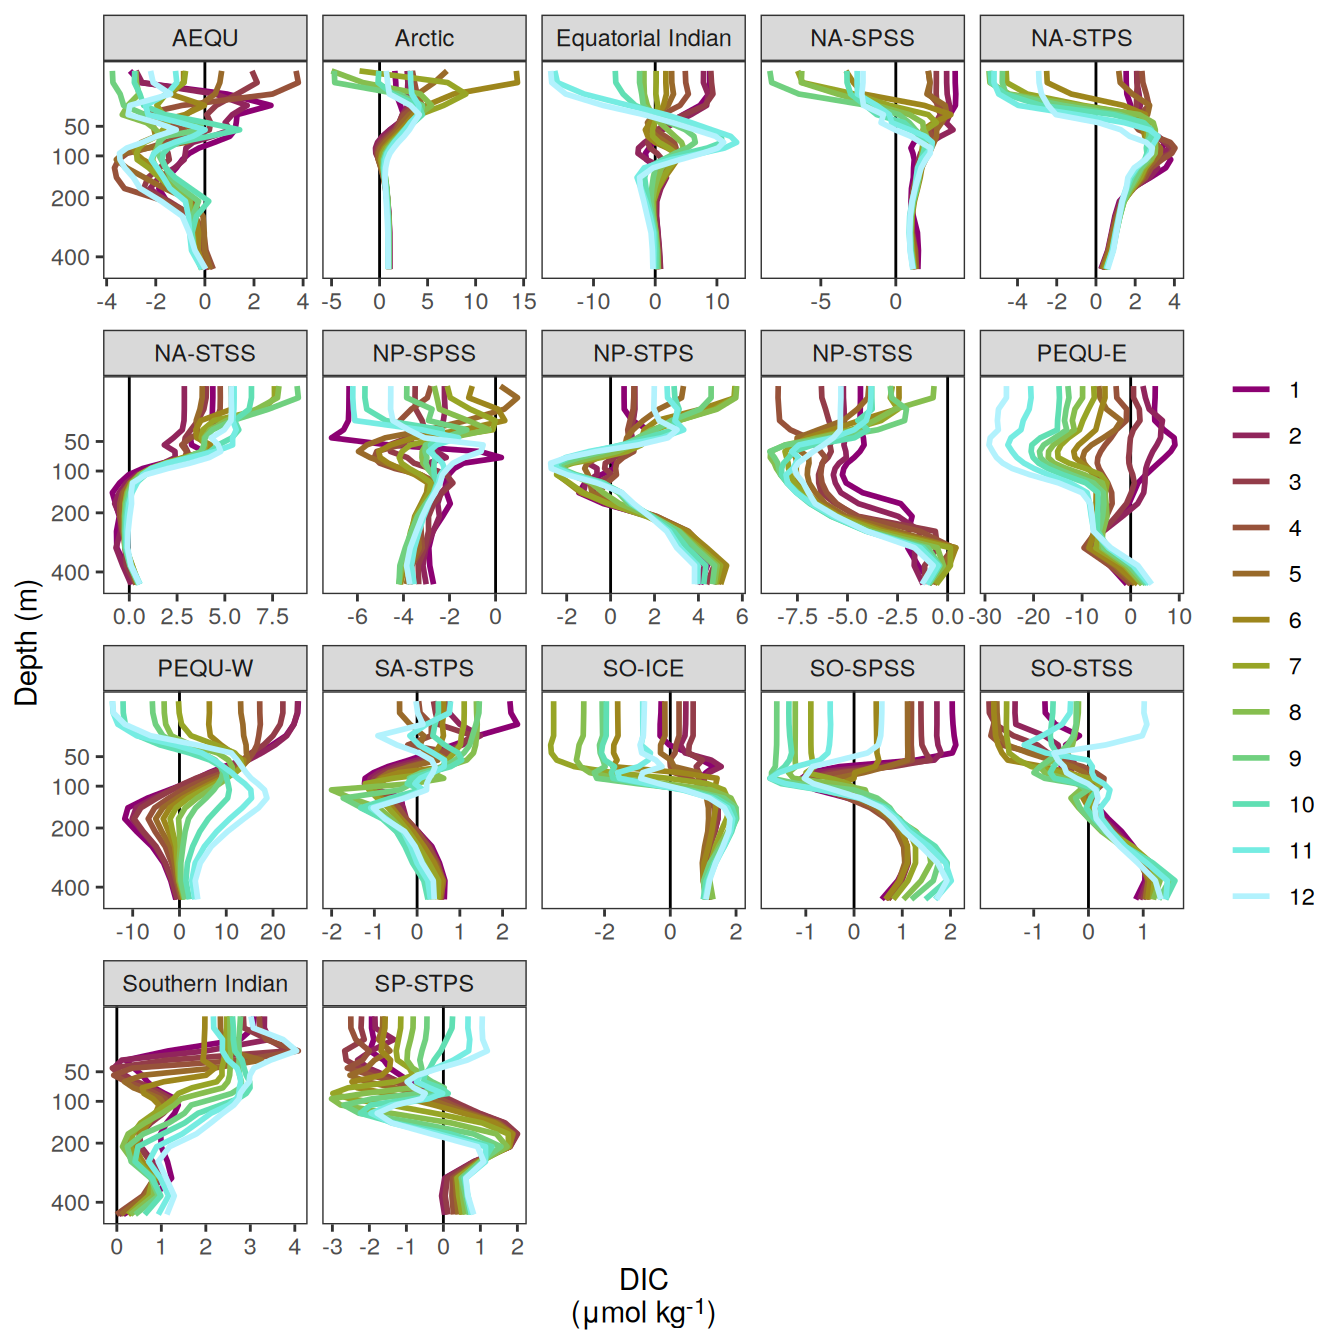 AEQU Arctic Equatorial Indian NA-SPSS NA-STPS
50
100
200
400
-4 -2 0 2 4 -5 0 5 10 15 -10 0 10 -5 0 -4 -2 0 2 4
NA-STSS NP-SPSS NP-STPS NP-STSS PEQU-E
50
100
200
400
0.0 2.5 5.0 7.5 -6 -4 -2 0 -2 0 2 4 6 -7.5 -5.0 -2.5 0.0 -30 -20 -10 0 10
PEQU-W SA-STPS SO-ICE SO-SPSS SO-STSS
50
100
200
400
-10 0 10 20 -2 -1 0 1 2 -2 0 2 -1 0 1 2 -1 0 1
Southern Indian SP-STPS
50
100
200
400
0 1 2 3 4 -3 -2 -1 0 1 2
Depth (m)
DIC
(μmol kg-1)
1
2
3
4
5
6
7
8
9
10
11
12